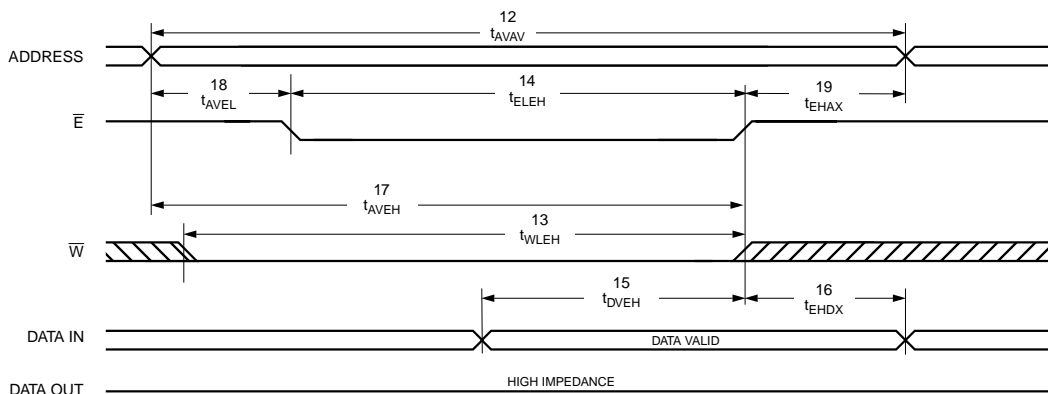 12
tAVAV
ADDRESS
18
tAVEL
14
tELEH
19
tEHAX
E
17
tAVEH
13
tWLEH
W
15
tDVEH
16
tEHDX
DATA IN
DATA VALID
HIGH IMPEDANCE
DATA OUT